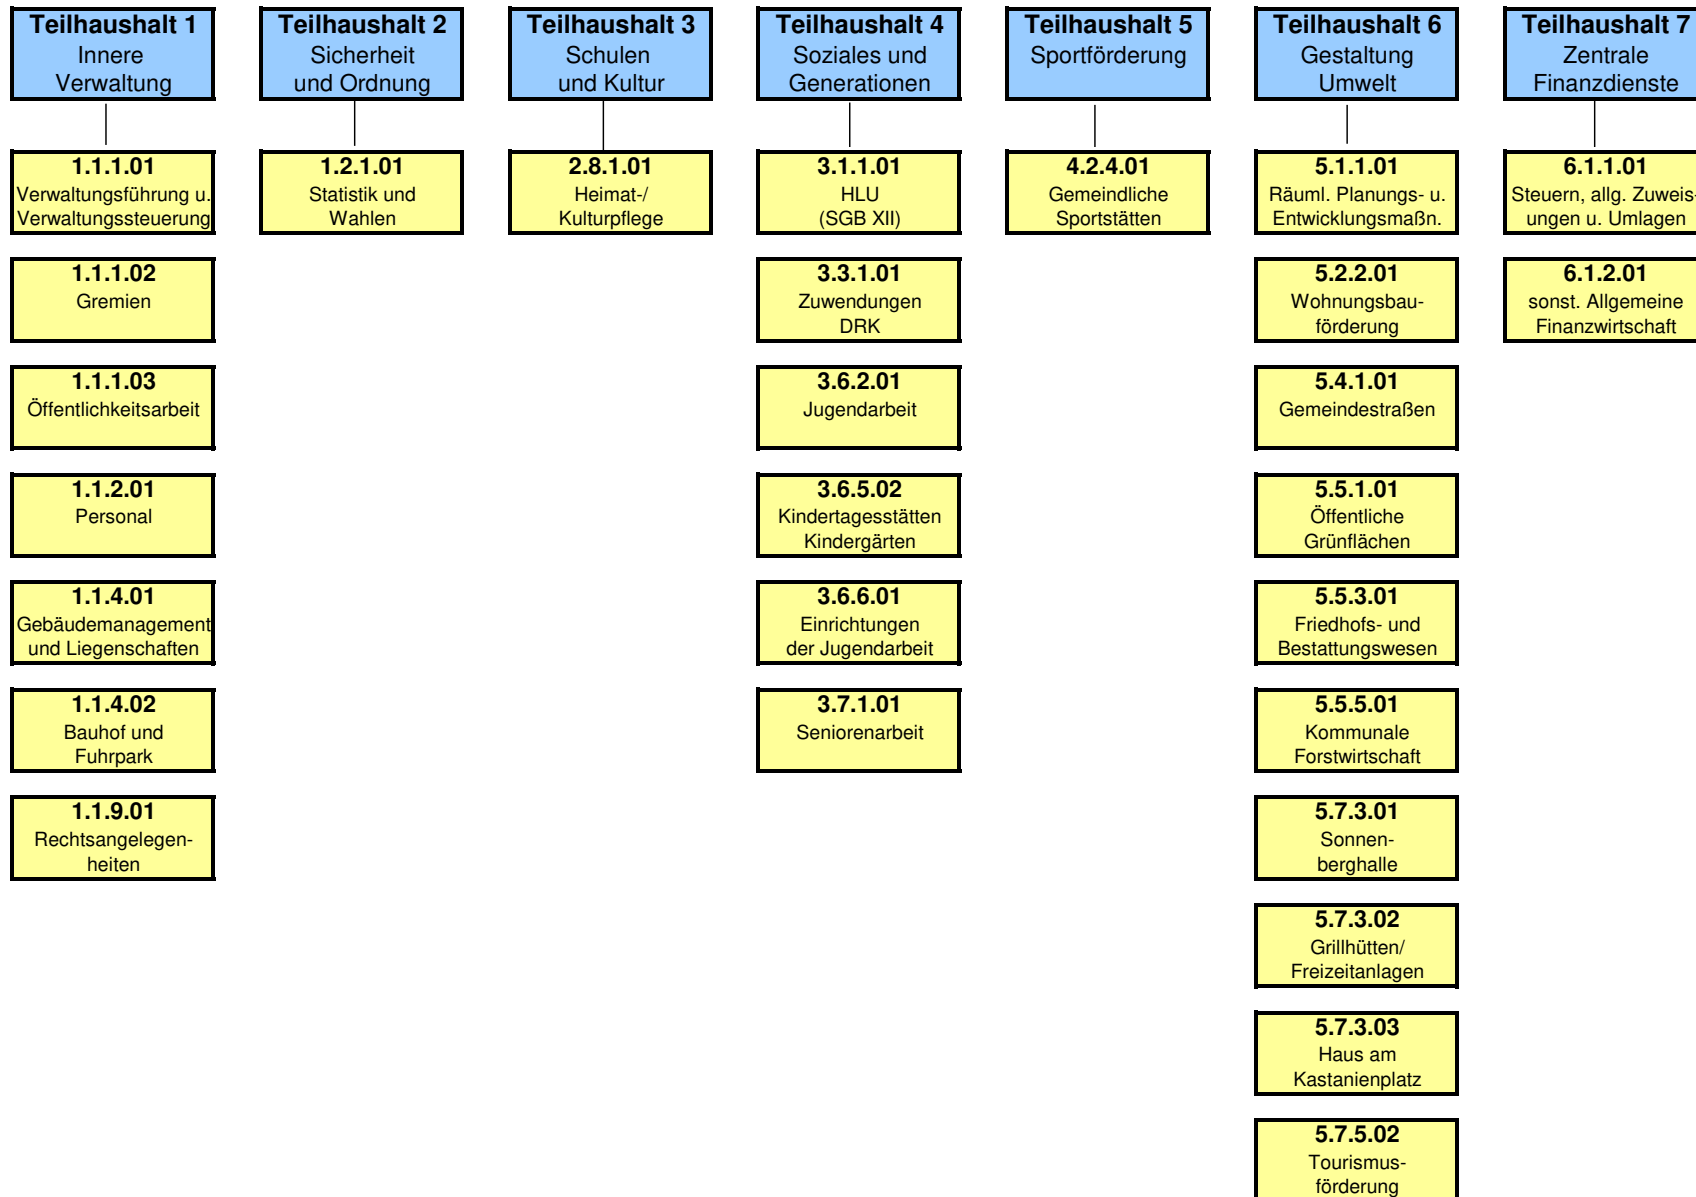 Teilhaushalt 1
Innere
Verwaltung
1.1.1.01
Verwaltungsführung u.
Verwaltungssteuerung
1.1.1.02
Gremien
1.1.1.03
Öffentlichkeitsarbeit
1.1.2.01
Personal
1.1.4.01
Gebäudemanagement
und Liegenschaften
1.1.4.02
Bauhof und
Fuhrpark
1.1.9.01
Rechtsangelegen-
heiten
Teilhaushalt 2
Sicherheit
und Ordnung
1.2.1.01
Statistik und
Wahlen
Teilhaushalt 3
Schulen
und Kultur
2.8.1.01
Heimat-/
Kulturpflege
Teilhaushalt 4
Soziales und
Generationen
3.1.1.01
HLU
(SGB XII)
3.3.1.01
Zuwendungen
DRK
3.6.2.01
Jugendarbeit
3.6.5.02
Kindertagesstätten
Kindergärten
3.6.6.01
Einrichtungen
der Jugendarbeit
3.7.1.01
Seniorenarbeit
Teilhaushalt 5
Sportförderung
4.2.4.01
Gemeindliche
Sportstätten
Teilhaushalt 6
Gestaltung
Umwelt
5.1.1.01
Räuml. Planungs- u.
Entwicklungsmaßn.
5.2.2.01
Wohnungsbau-
förderung
5.4.1.01
Gemeindestraßen
5.5.1.01
Öffentliche
Grünflächen
5.5.3.01
Friedhofs- und
Bestattungswesen
5.5.5.01
Kommunale
Forstwirtschaft
5.7.3.01
Sonnen-
berghalle
5.7.3.02
Grillhütten/
Freizeitanlagen
5.7.3.03
Haus am
Kastanienplatz
5.7.5.02
Tourismus-
förderung
Teilhaushalt 7
Zentrale
Finanzdienste
6.1.1.01
Steuern, allg. Zuweis-
ungen u. Umlagen
6.1.2.01
sonst. Allgemeine
Finanzwirtschaft